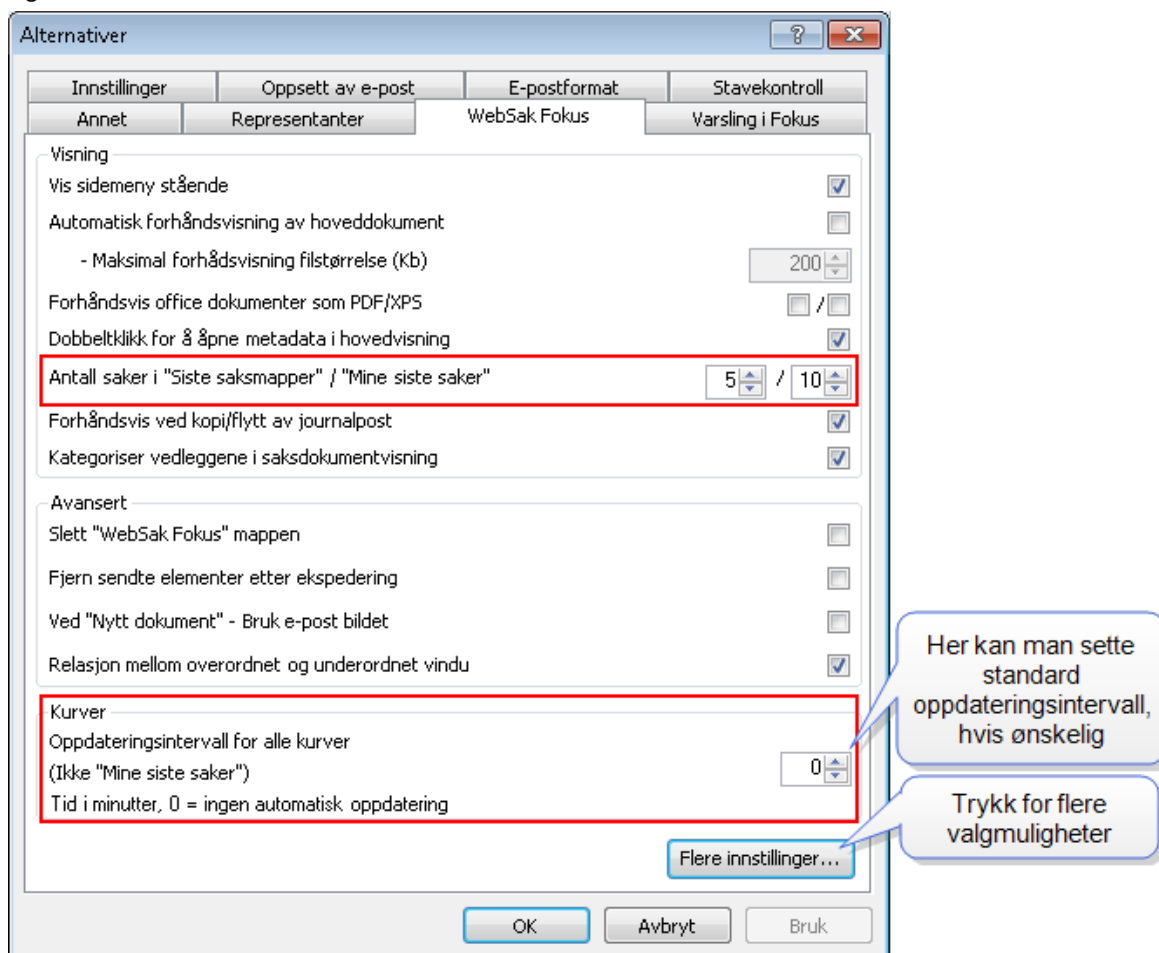 Alternativer
Innstillinger Oppsett av e-post E-postformat Stavekontroll
Annet Representanter WebSak Fokus Varsling i Fokus
Visning
Vis sidemeny stående
Automatisk forhåndsvisning av hoveddokument
- Maksimal forhådsvisning filstørrelse (Kb) 200
Forhåndsvis office dokumenter som PDF/XPS /
Dobbeltklikk for å åpne metadata i hovedvisning
Antall saker i "Siste saksmapper" / "Mine siste saker" 5 / 10
Forhåndsvis ved kopi/flytt av journalpost
Kategoriser vedleggene i saksdokumentvisning
Avansert
Slett "WebSak Fokus" mappen
Fjern sendte elementer etter ekspedering
Ved "Nytt dokument" - Bruk e-post bildet
Relasjon mellom overordnet og underordnet vindu
Her kan man sette
standard
oppdateringsintervall,
hvis ønskelig
Kurver
Oppdateringsintervall for alle kurver
(Ikke "Mine siste saker") 0
Tid i minutter, 0 = ingen automatisk oppdatering
Trykk for flere
valgmuligheter
Flere innstillinger...
OK Avbryt Bruk